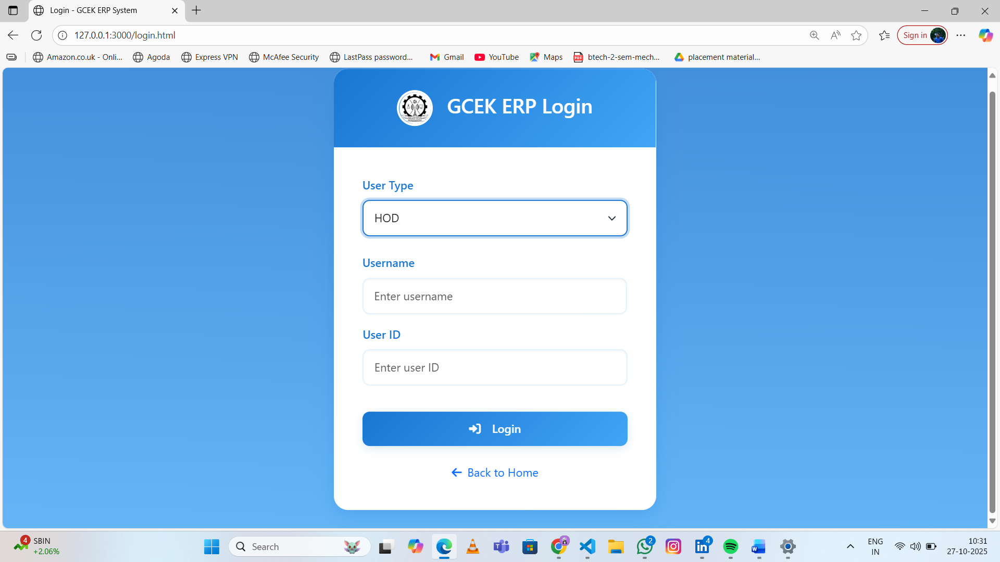 Login - GCEK ERP System
127.0.0.1:3000/login.html
Sign in
Amazon.co.uk - Onli...
Agoda
Express VPN
McAfee Security
LastPass password...
Gmail
YouTube
Maps
PDF
btech-2-sem-mech...
placement material...
GCEK ERP Login
User Type
HOD
Username
Enter username
User ID
Enter user ID
Login
Back to Home
4
SBIN
+2.06%
Search
2
4
ENG
IN
10:31
27-10-2025